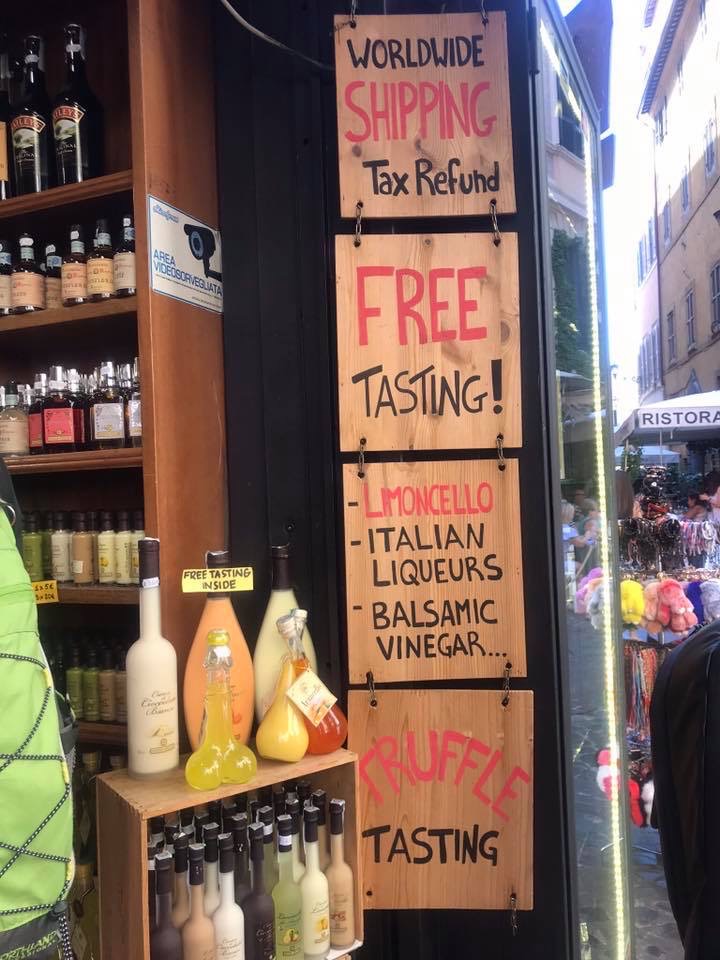 WORLDWIDE
SHIPPING
Tax Refund
BAILEYS
AREA
VIDEOSORVEGLIATA
FREE
TASTING!
RISTORA
- LIMONCELLO
- ITALIAN
LIQUEURS
- BALSAMIC
VINEGAR...
FREE TASTING
INSIDE
TRUFFLE
TASTING